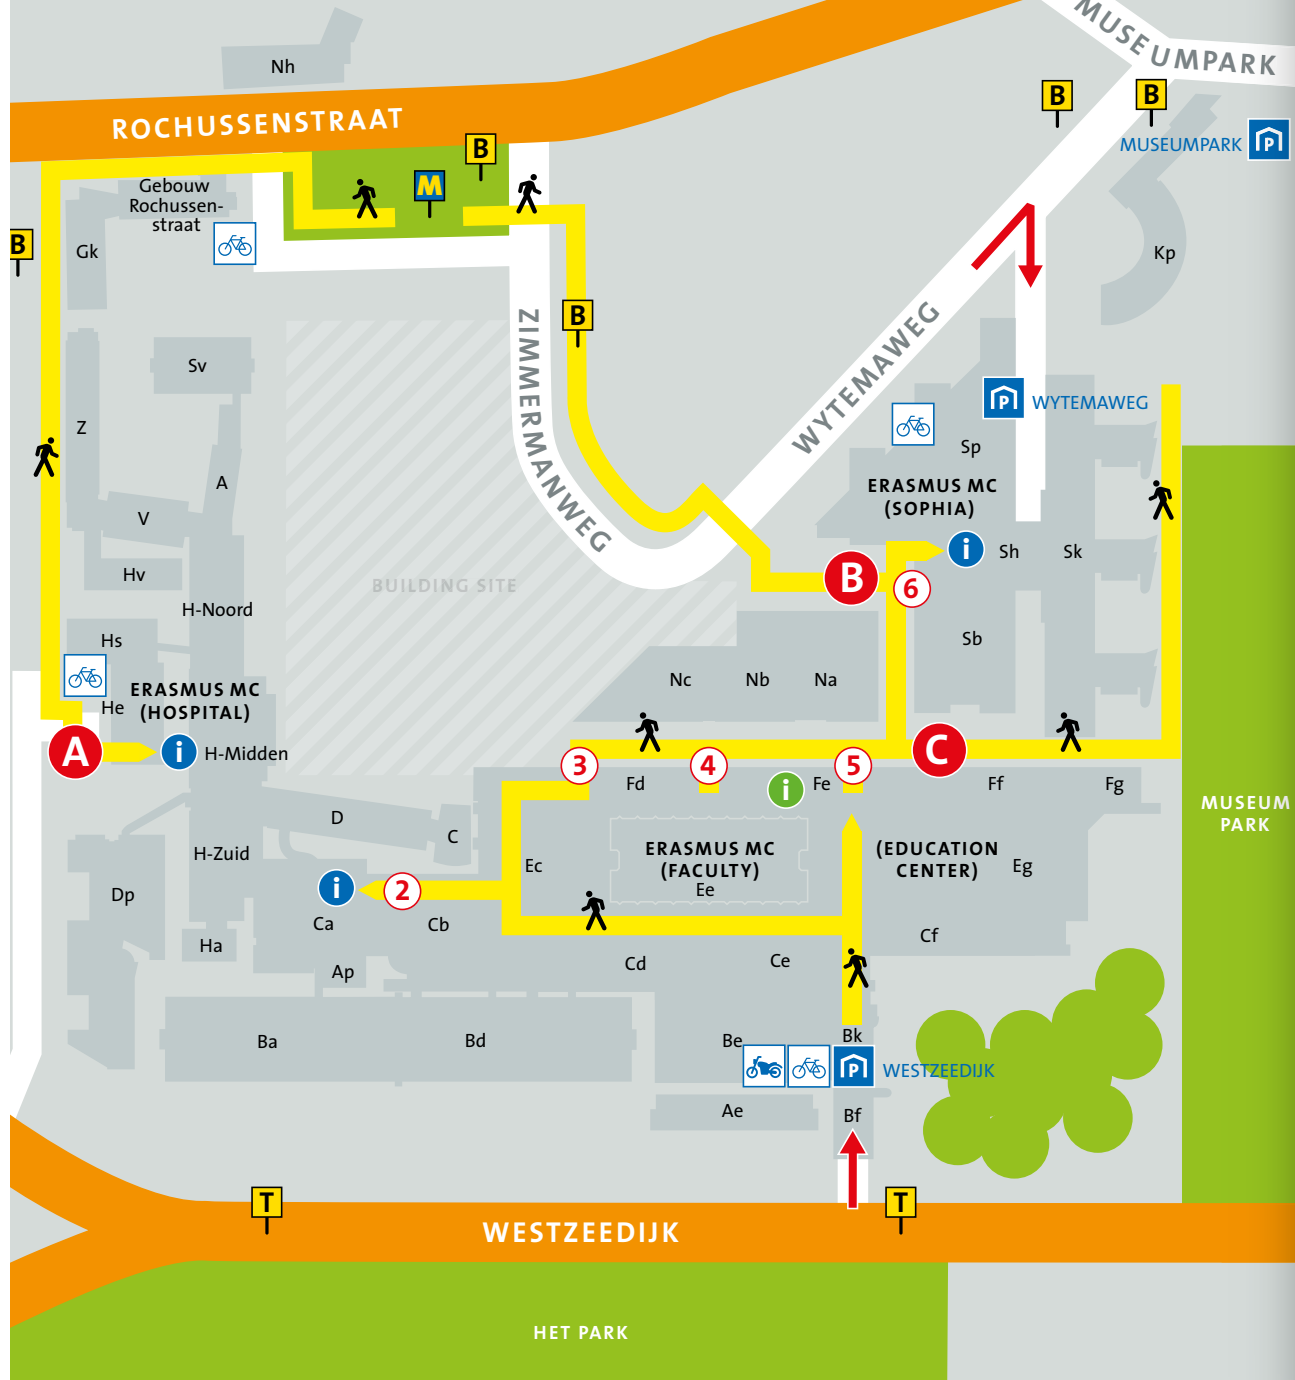 MUSEUMPARK
Nh
ROCHUSSENSTRAAT
B
B
B
MUSEUMPARK
P
M
Gebouw
Rochussen-
straat
B
Gk
Kp
B
ZIMMERMANWEG
WYTEMAWEG
Sv
P
WYTEMAWEG
Z
Sp
A
ERASMUS MC
(SOPHIA)
V
i
Sh
Sk
Hv
BUILDING SITE
B
6
H-Noord
Hs
Sb
ERASMUS MC
(HOSPITAL)
He
Nc
Nb
Na
A
i
H-Midden
C
3
4
5
Fd
i
Fe
Ff
Fg
MUSEUM
PARK
D
C
H-Zuid
Ec
ERASMUS MC
(FACULTY)
Ee
(EDUCATION
CENTER)
Eg
Dp
i
2
Ca
Cb
Cf
Ha
Ap
Cd
Ce
Ba
Bd
Be
Bk
P
WESTZEEDIJK
Ae
Bf
T
T
WESTZEEDIJK
HET PARK